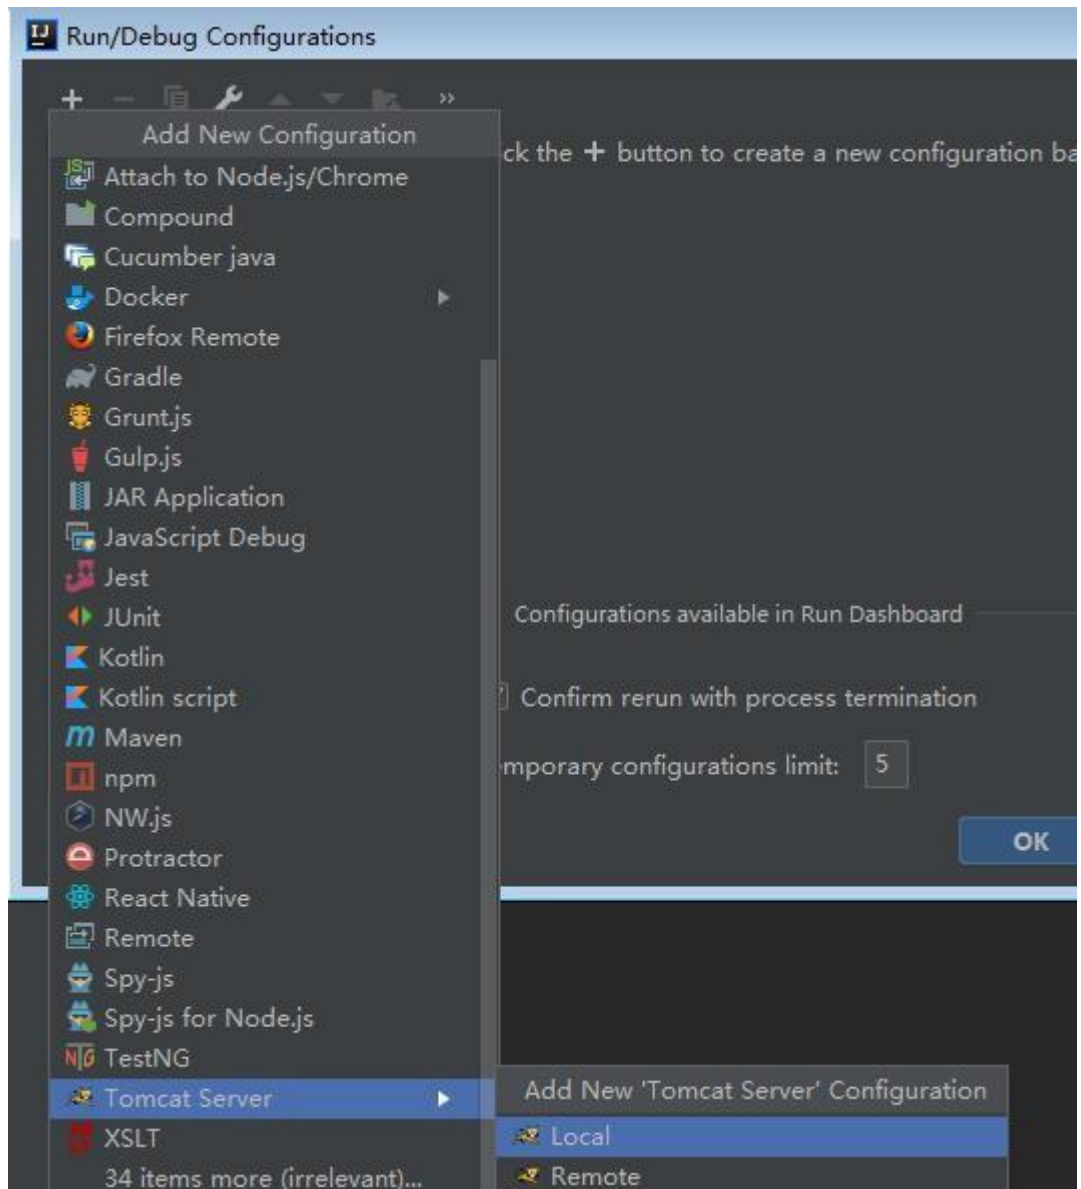 Run/Debug Configurations
Add New Configuration
ck the + button to create a new configuration ba
Attach to Node.js/Chrome
Compound
Cucumber java
Docker
Firefox Remote
Gradle
Grunt.js
Gulp.js
JAR Application
JavaScript Debug
Jest
JUnit
Configurations available in Run Dashboard
Kotlin
Kotlin script
Confirm rerun with process termination
Maven
mporary configurations limit: 5
npm
NW.js
OK
Protractor
React Native
Remote
Spy-js
Spy-js for Node.js
TestNG
Tomcat Server
Add New 'Tomcat Server' Configuration
XSLT
Local
34 items more (irrelevant)...
Remote